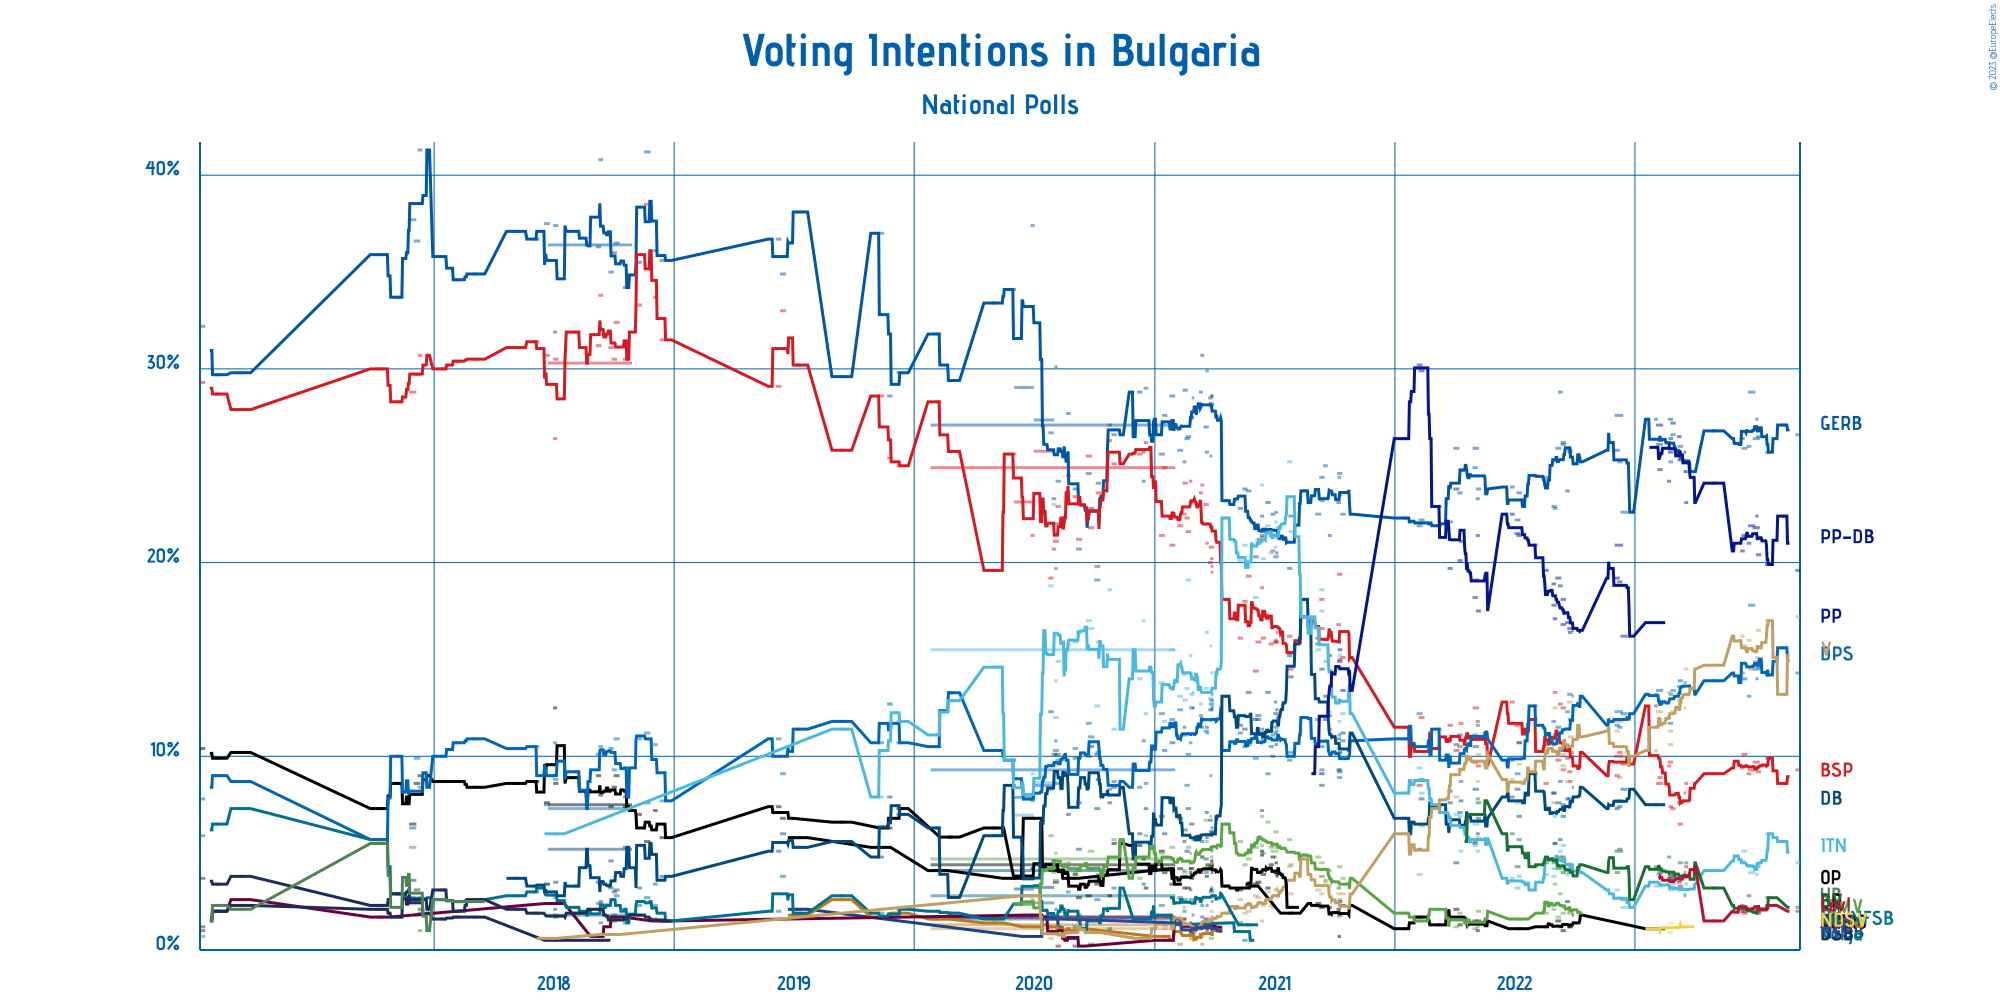 © 2023 @EuropeElects
Voting Intentions in Bulgaria
National Polls
40%
30%
20%
10%
0%
GERB
PP-DB
PP
V
DPS
BSP
DB
ITN
OP
2018
2019
2020
2021
2022